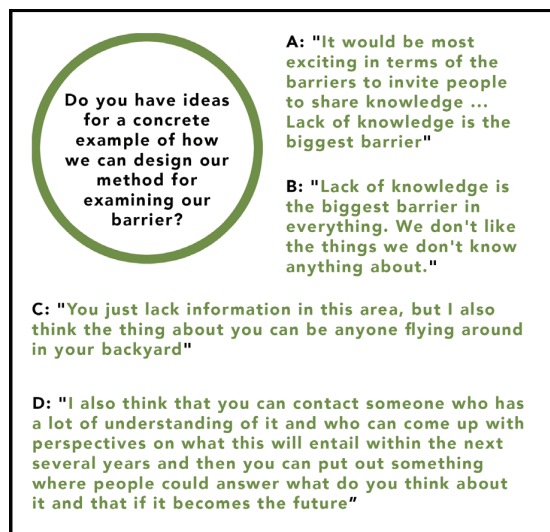 Do you have ideas
for a concrete
example of how
we can design our
method for
examining our
barrier?
A: "It would be most
exciting in terms of the
barriers to invite people
to share knowledge ...
Lack of knowledge is the
biggest barrier"
B: "Lack of knowledge is
the biggest barrier in
everything. We don't like
the things we don't know
anything about."
C: "You just lack information in this area, but I also
think the thing about you can be anyone flying around
in your backyard"
D: "I also think that you can contact someone who has
a lot of understanding of it and who can come up with
perspectives on what this will entail within the next
several years and then you can put out something
where people could answer what do you think about
it and that if it becomes the future”